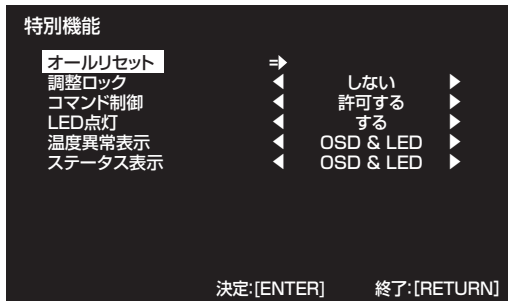 特別機能
オールリセット ⇒
調整ロック ◀ しない ▶
コマンド制御 ◀ 許可する ▶
LED点灯 ◀ する ▶
温度異常表示 ◀ OSD & LED ▶
ステータス表示 ◀ OSD & LED ▶
決定:[ENTER] 終了:[RETURN]